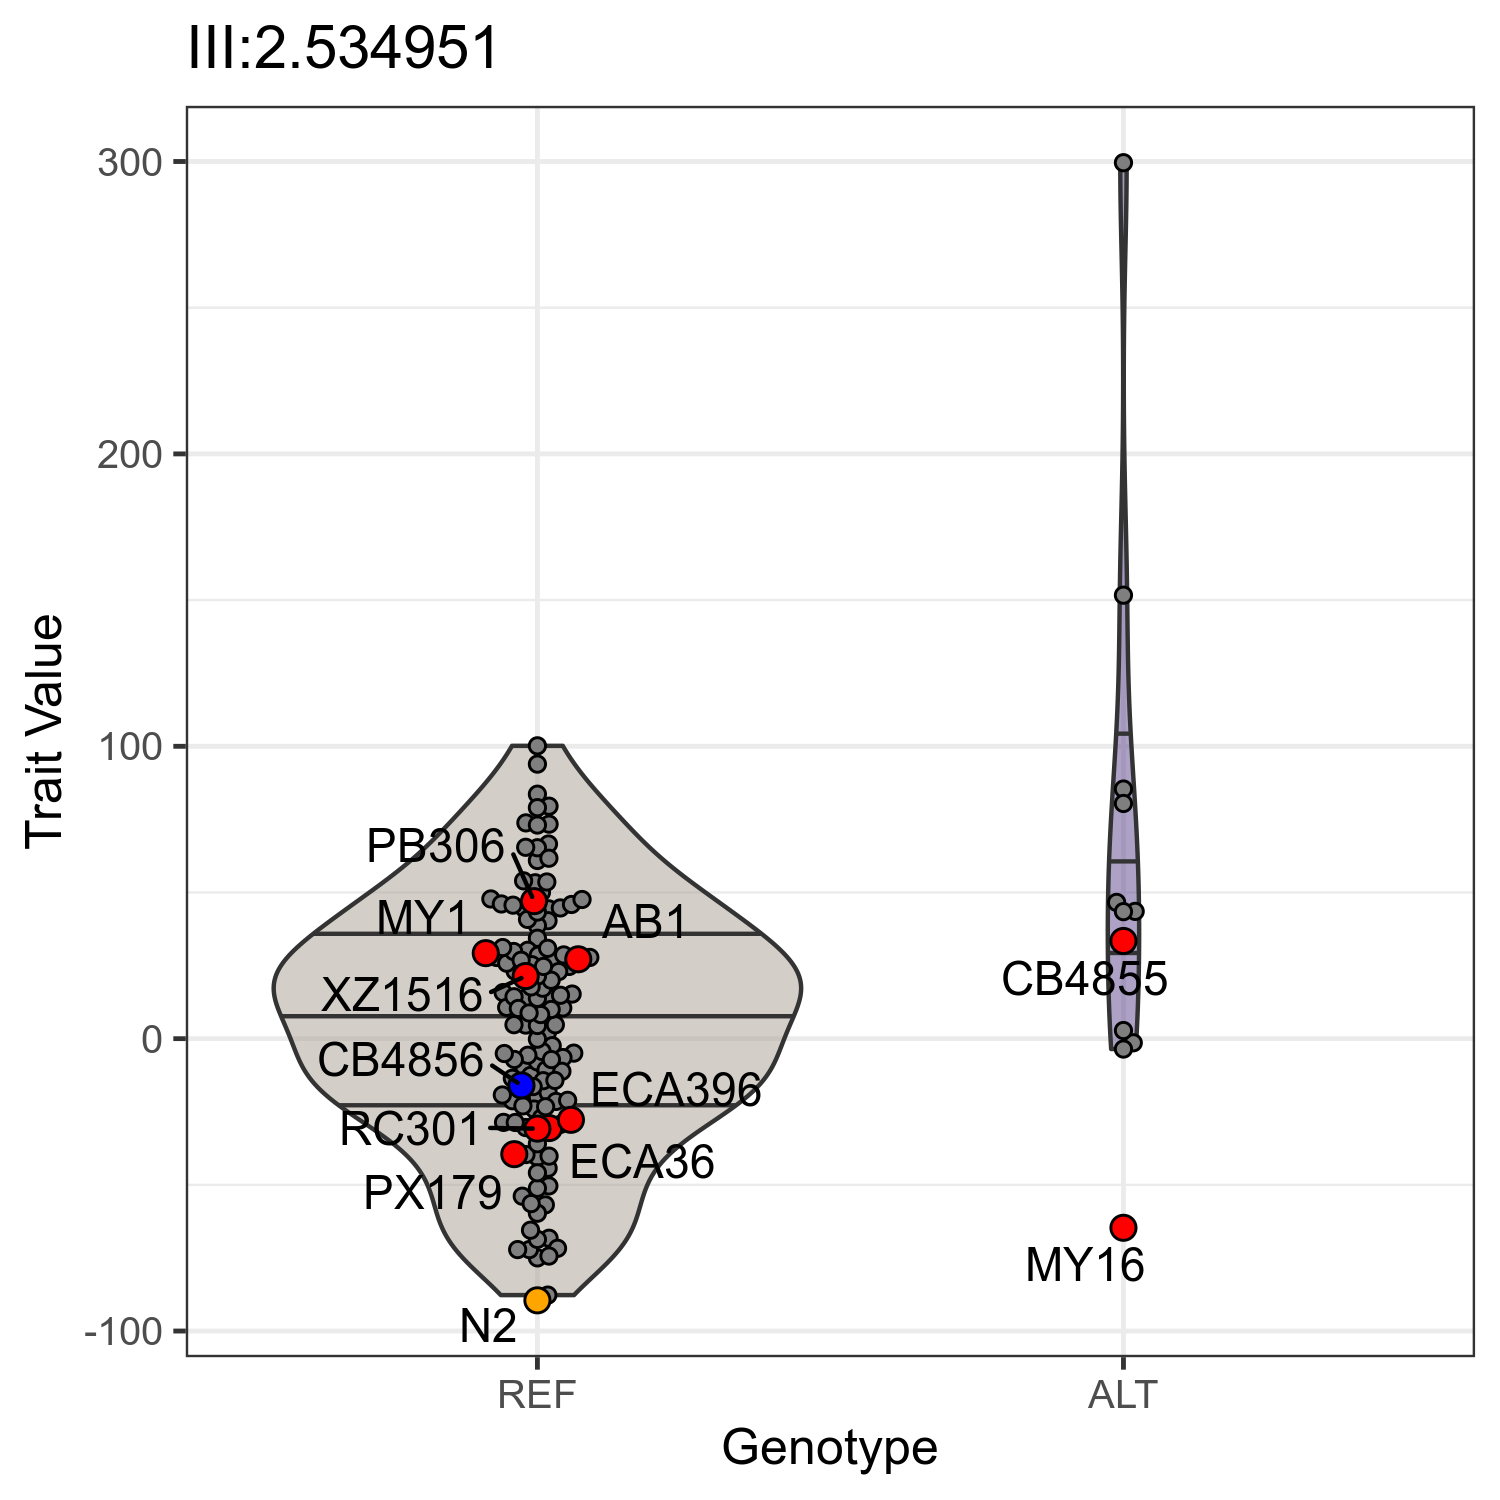 III:2.534951
300
200
100
0
-100
Trait Value
PB306
MY1
AB1
XZ1516
CB4856
ECA396
RC301
ECA36
PX179
N2
CB4855
MY16
REF
ALT
Genotype